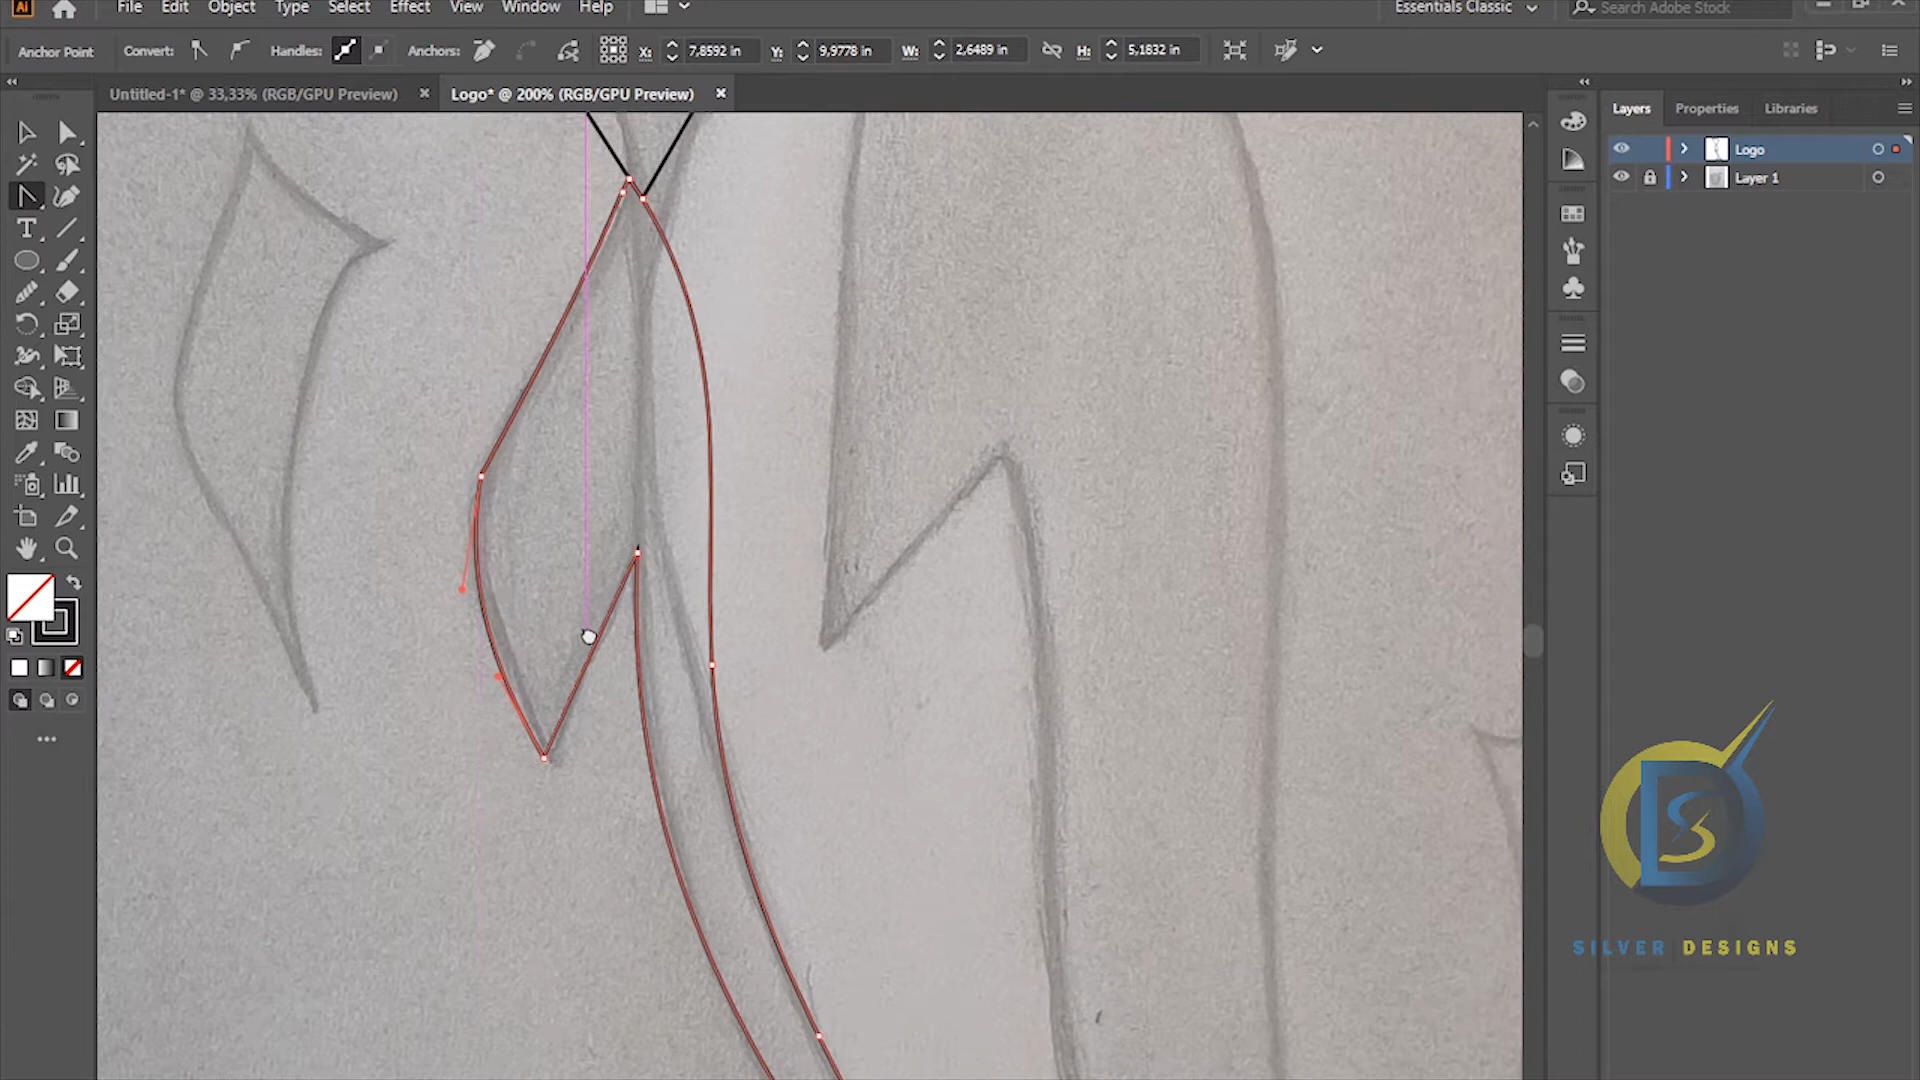 Ai File Edit Object Type Select Effect View Window Help Essentials Classic Search Adobe Stock
Anchor Point Convert: Handles: Anchors: X: 7,8592 in Y: 9,9778 in W: 2,6489 in H: 5,1832 in
Untitled-1* @ 33,33% (RGB/GPU Preview) Logo* @ 200% (RGB/GPU Preview)
Layers Properties Libraries
Logo
Layer 1
SILVER DESIGNS